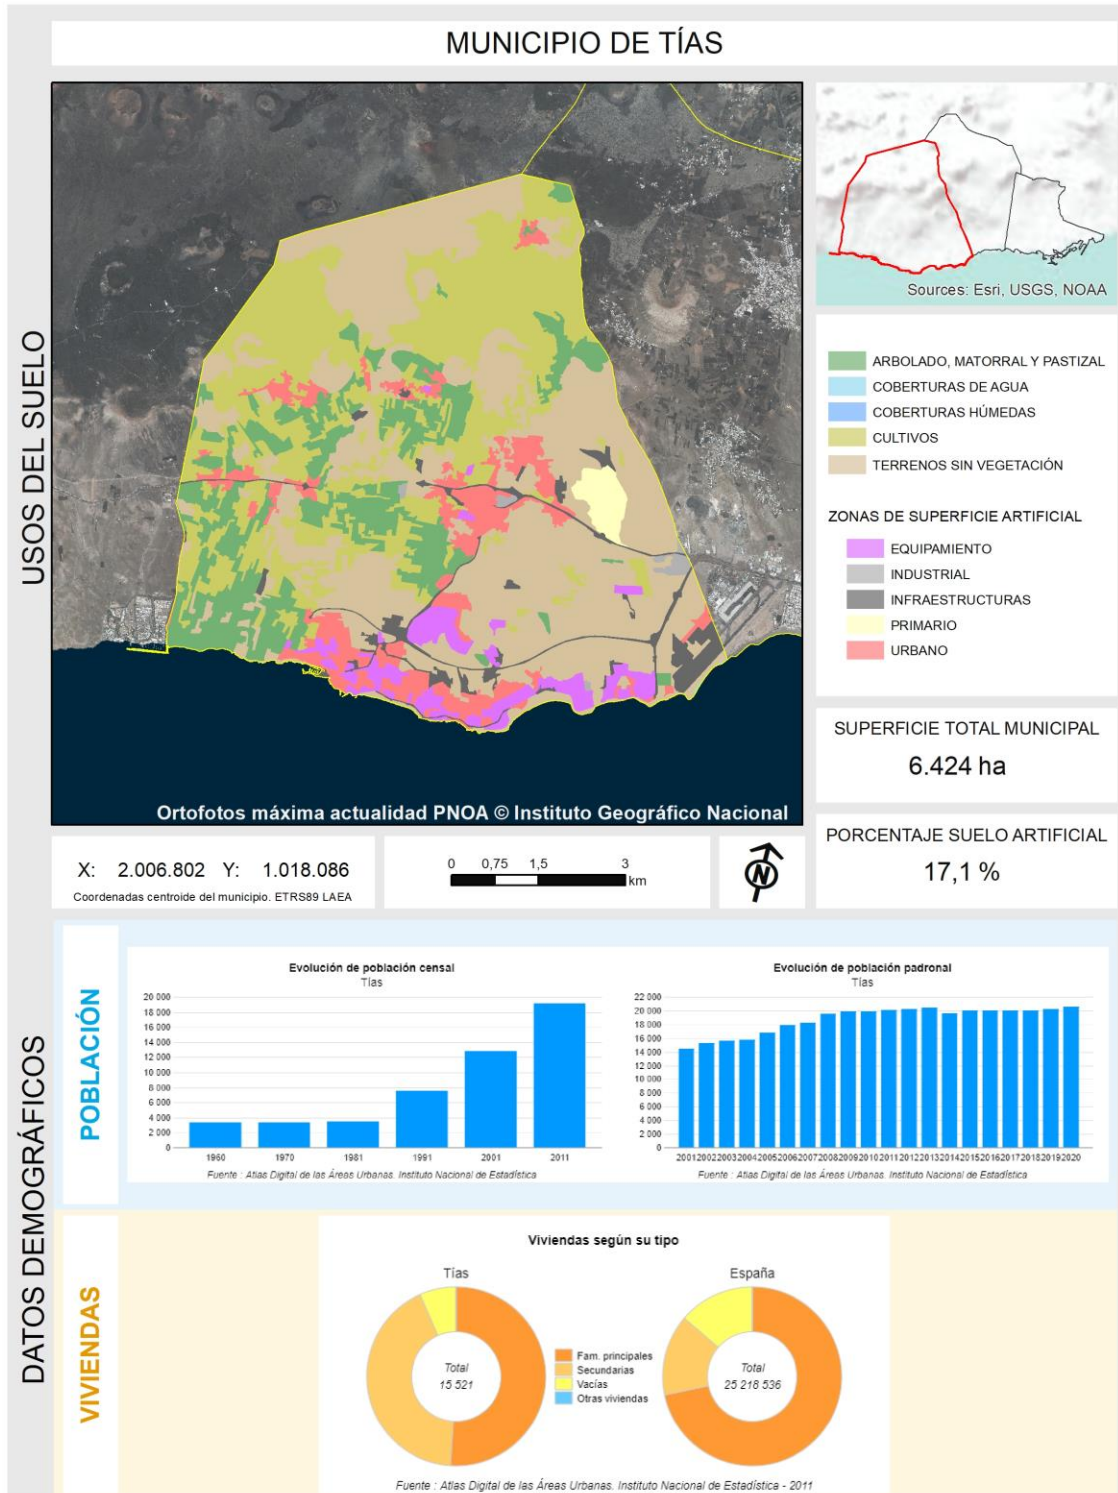 MUNICIPIO DE TÍAS
USOS DEL SUELO
Ortofotos máxima actualidad PNOA © Instituto Geográfico Nacional
Sources: Esri, USGS, NOAA
ARBOLADO, MATORRAL Y PASTIZAL
COBERTURAS DE AGUA
COBERTURAS HÚMEDAS
CULTIVOS
TERRENOS SIN VEGETACIÓN
ZONAS DE SUPERFICIE ARTIFICIAL
EQUIPAMIENTO
INDUSTRIAL
INFRAESTRUCTURAS
PRIMARIO
URBANO
SUPERFICIE TOTAL MUNICIPAL
6.424 ha
PORCENTAJE SUELO ARTIFICIAL
17,1 %
X: 2.006.802 Y: 1.018.086
Coordenadas centroide del municipio. ETRS89 LAEA
0 0,75 1,5 3
km
N
DATOS DEMOGRÁFICOS
POBLACIÓN
Evolución de población censal
Tías
20 000
18 000
16 000
14 000
12 000
10 000
8 000
6 000
4 000
2 000
0
1960 1970 1981 1991 2001 2011
Fuente : Atlas Digital de las Áreas Urbanas. Instituto Nacional de Estadística
Evolución de población padronal
Tías
22 000
20 000
18 000
16 000
14 000
12 000
10 000
8 000
6 000
4 000
2 000
0
2001 2002 2003 2004 2005 2006 2007 2008 2009 2010 2011 2012 2013 2014 2015 2016 2017 2018 2019 2020
Fuente : Atlas Digital de las Áreas Urbanas. Instituto Nacional de Estadística
VIVIENDAS
Viviendas según su tipo
Tías
Total
15 521
Fam. principales
Secundarias
Vacías
Otras viviendas
España
Total
25 218 536
Fuente : Atlas Digital de las Áreas Urbanas. Instituto Nacional de Estadística - 2011